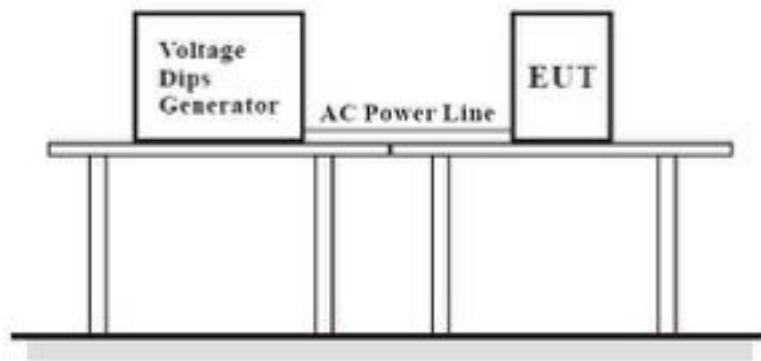 Voltage
Dips
Generator
AC Power Line
EUT